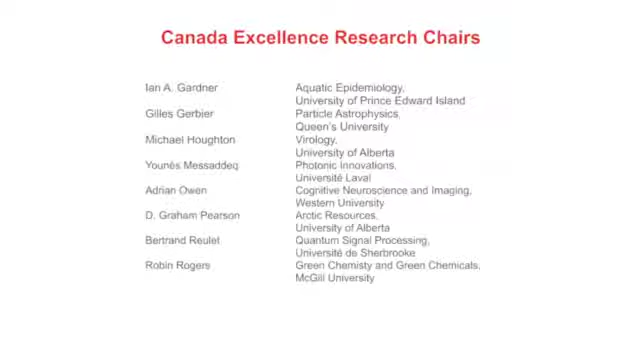 Canada Excellence Research Chairs
Ian A. Gardner Aquatic Epidemiology,
University of Prince Edward Island
Gilles Gerbier Particle Astrophysics,
Queen's University
Michael Houghton Virology,
University of Alberta
Younès Messaddeq Photonic Innovations,
Université Laval
Adrian Owen Cognitive Neuroscience and Imaging,
Western University
D. Graham Pearson Arctic Resources,
University of Alberta
Bertrand Reulet Quantum Signal Processing,
Université de Sherbrooke
Robin Rogers Green Chemisty and Green Chemicals,
McGill University